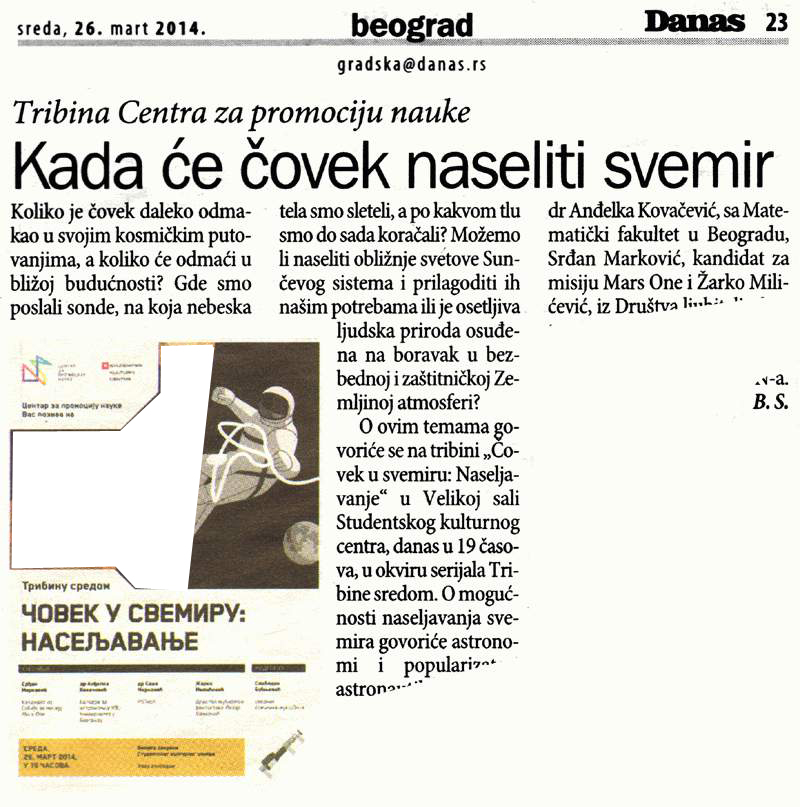 sreda, 26. mart 2014.
beograd
Danas 23
gradska@danas.rs
Tribina Centra za promociju nauke
Kada će čovek naseliti svemir
Koliko je čovek daleko odma-
kao u svojim kosmičkim puto-
vanjima, a koliko će odmaći u
bližoj budućnosti? Gde smo
poslali sonde, na koja nebeska
tela smo sleteli, a po kakvom tlu
smo do sada koračali? Možemo
li naseliti obližnje svetove Sun-
čevog sistema i prilagoditi ih
našim potrebama ili je osetljiva
ljudska priroda osuđe-
na na boravak u bez-
bednoj i zaštitničkoj Ze-
mljinoj atmosferi?
O ovim temama go-
voriće se na tribini „Čo-
vek u svemiru: Naselja-
vanje“ u Velikoj sali
Studentskog kulturnog
centra, danas u 19 časo-
va, u okviru serijala Tri-
bine sredom. O moguć-
nosti naseljavanja sve-
mira govoriće astrono-
mi i
dr Anđelka Kovačević, sa Mate-
matički fakultet u Beogradu,
Srđan Marković, kandidat za
misiju Mars One i Žarko Mili-
ćević, iz Društva
B. S.
Центар за промоцију науке
Вас позива на
Трибину средом
ЧОВЕК У СВЕМИРУ:
НАСЕЉАВАЊЕ
СРЕДА,
26. МАРТ 2014,
У 19 ЧАСОВА